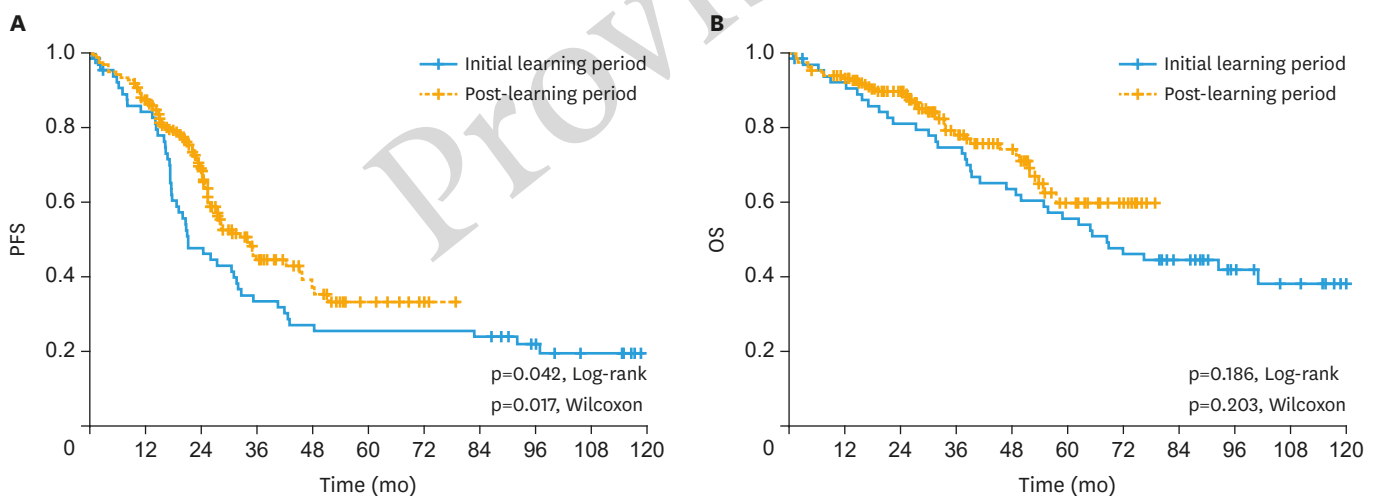 A
1.0
0.8
0.6
0.4
0.2
0
PFS
Initial learning period
Post-learning period
p=0.042, Log-rank
p=0.017, Wilcoxon
12 24 36 48 60 72 84 96 108 120
Time (mo)
B
1.0
0.8
0.6
0.4
0.2
0
OS
Initial learning period
Post-learning period
p=0.186, Log-rank
p=0.203, Wilcoxon
12 24 36 48 60 72 84 96 108 120
Time (mo)